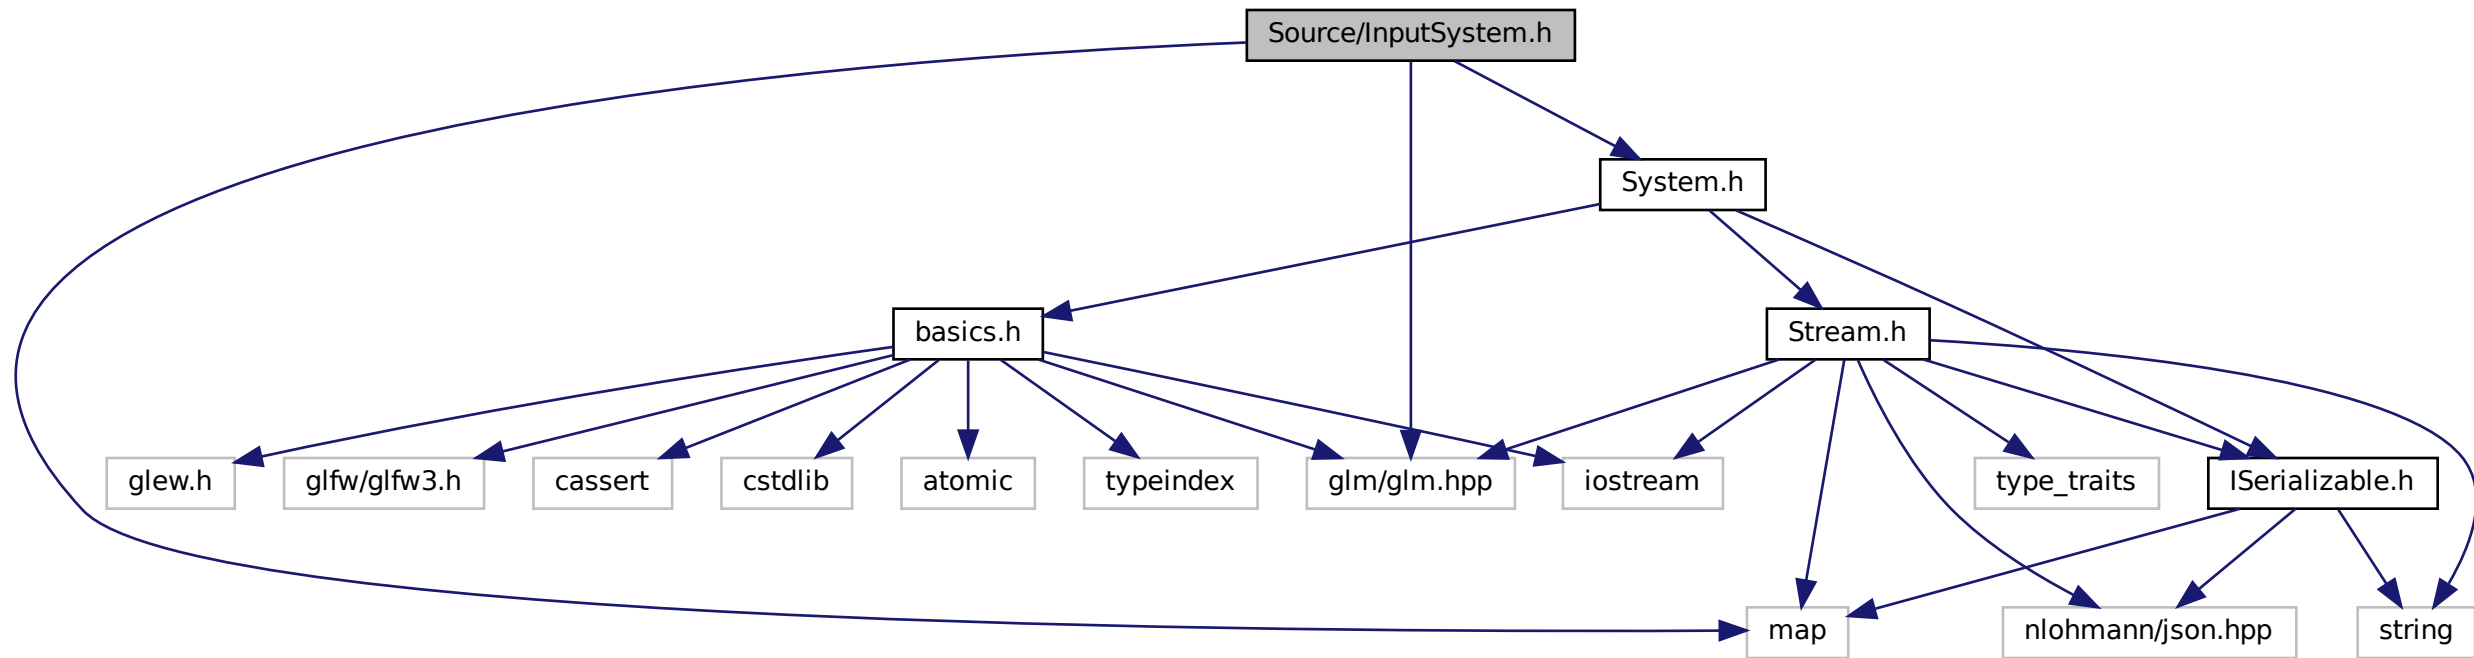 Source/InputSystem.h
System.h
basics.h
Stream.h
glew.h
glfw/glfw3.h
cassert
cstdlib
atomic
typeindex
glm/glm.hpp
iostream
type_traits
ISerializable.h
map
nlohmann/json.hpp
string